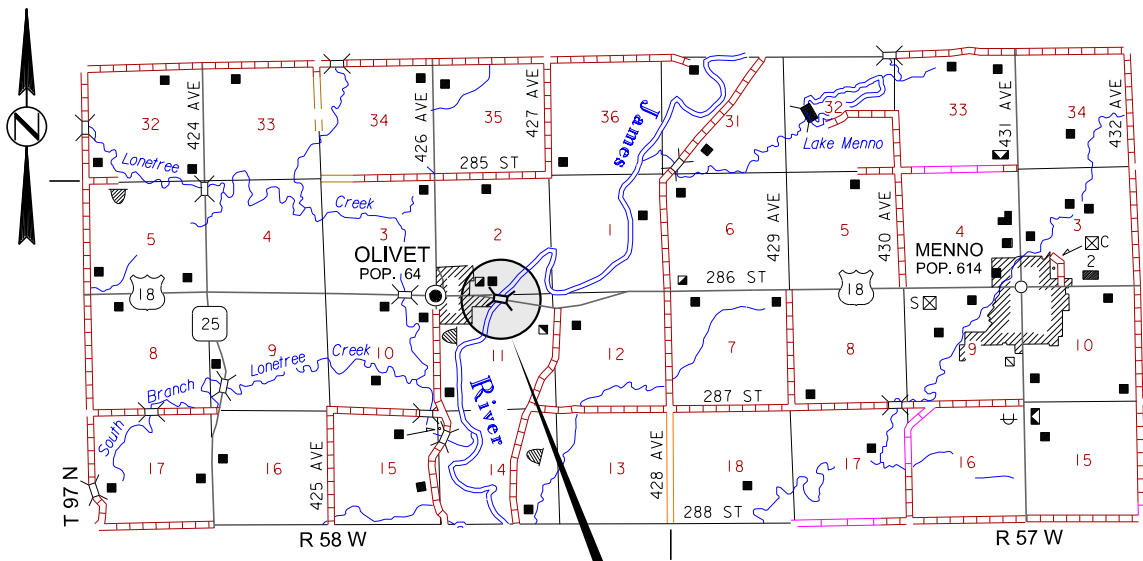 N
32
424 AVE
33
34
426 AVE
35
427 AVE
36
James
31
32
Lake Menno
33
431 AVE
34
432 AVE
285 ST
Lonetree
Creek
5
4
3
2
1
6
429 AVE
5
430 AVE
4
3
OLIVET
POP. 64
MENNO
POP. 614
C
2
286 ST
18
18
S
25
8
9
10
11
12
7
8
9
10
South
Branch
Lonetree
Creek
River
287 ST
T 97 N
17
16
425 AVE
15
14
13
428 AVE
18
17
16
15
288 ST
R 58 W
R 57 W